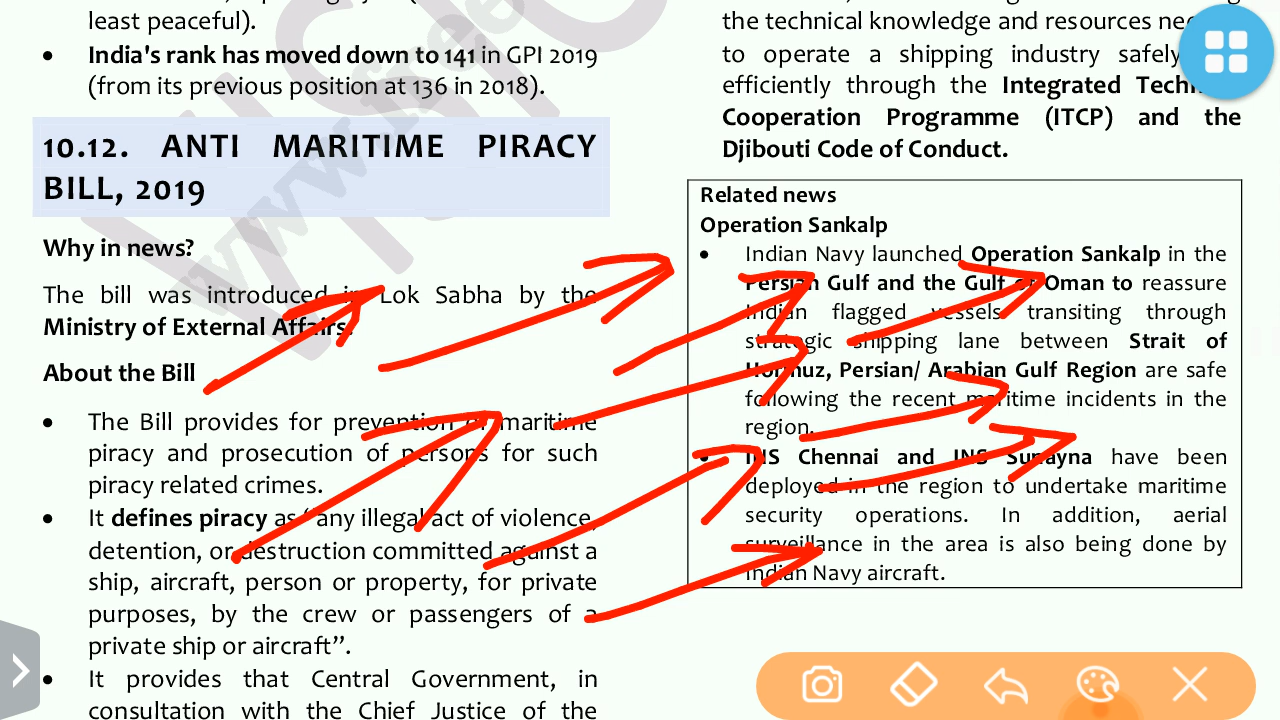 least peaceful).
• India's rank has moved down to 141 in GPI 2019
(from its previous position at 136 in 2018).
10.12. ANTI MARITIME PIRACY
BILL, 2019
Why in news?
The bill was introduced in Lok Sabha by the
Ministry of External Affairs.
About the Bill
• The Bill provides for prevention of maritime
piracy and prosecution of persons for such
piracy related crimes.
• It defines piracy as “any illegal act of violence,
detention, or destruction committed against a
ship, aircraft, person or property, for private
purposes, by the crew or passengers of a
private ship or aircraft”.
• It provides that Central Government, in
consultation with the Chief Justice of the
the technical knowledge and resources
to operate a shipping industry safely
efficiently through the Integrated
Cooperation Programme (ITCP) and the
Djibouti Code of Conduct.
Related news
Operation Sankalp
• Indian Navy launched Operation Sankalp in the
Persian Gulf and the Gulf of Oman to reassure
Indian flagged vessels transiting through
strategic shipping lane between Strait of
Hormuz, Persian/ Arabian Gulf Region are safe
following the recent maritime incidents in the
region.
• INS Chennai and INS Sunayna have been
deployed in the region to undertake maritime
security operations. In addition, aerial
surveillance in the area is also being done by
Indian Navy aircraft.